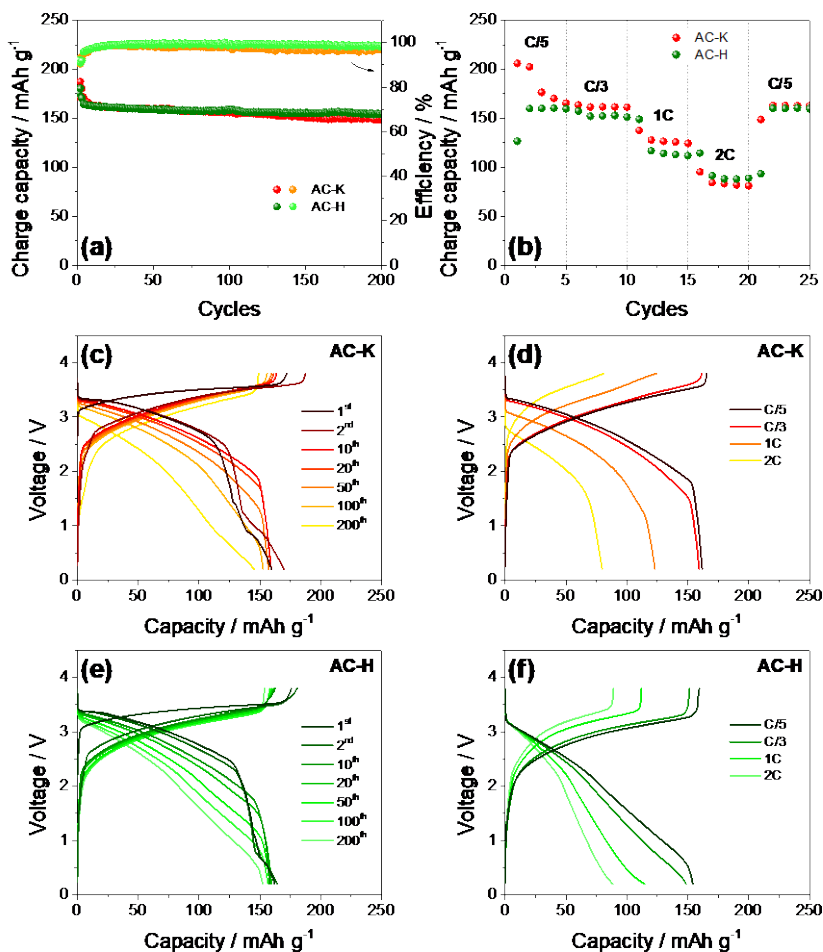 250
200
150
100
50
0
Charge capacity / mAh g⁻¹
100
80
60
40
20
0
Efficiency / %
AC-K
AC-H
(a)
0 50 100 150 200
Cycles
250
200
150
100
50
0
Charge capacity / mAh g⁻¹
C/5
C/3
1C
2C
C/5
AC-K
AC-H
(b)
0 5 10 15 20 25
Cycles
(c)
AC-K
4
3
2
1
0
Voltage / V
1ˢᵗ
2ⁿᵈ
10ᵗʰ
20ᵗʰ
50ᵗʰ
100ᵗʰ
200ᵗʰ
0 50 100 150 200 250
Capacity / mAh g⁻¹
(d)
AC-K
4
3
2
1
0
Voltage / V
C/5
C/3
1C
2C
0 50 100 150 200 250
Capacity / mAh g⁻¹
(e)
AC-H
4
3
2
1
0
Voltage / V
1ˢᵗ
2ⁿᵈ
10ᵗʰ
20ᵗʰ
50ᵗʰ
100ᵗʰ
200ᵗʰ
0 50 100 150 200 250
Capacity / mAh g⁻¹
(f)
AC-H
4
3
2
1
0
Voltage / V
C/5
C/3
1C
2C
0 50 100 150 200 250
Capacity / mAh g⁻¹